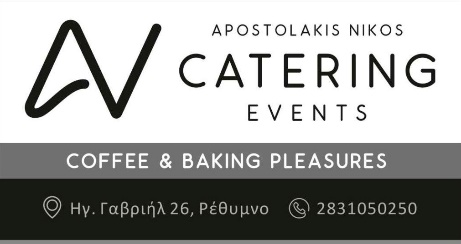 APOSTOLAKIS NIKOS
CATERING
EVENTS
COFFEE & BAKING PLEASURES
Ηγ. Γαβριήλ 26, Ρέθυμνο 2831050250